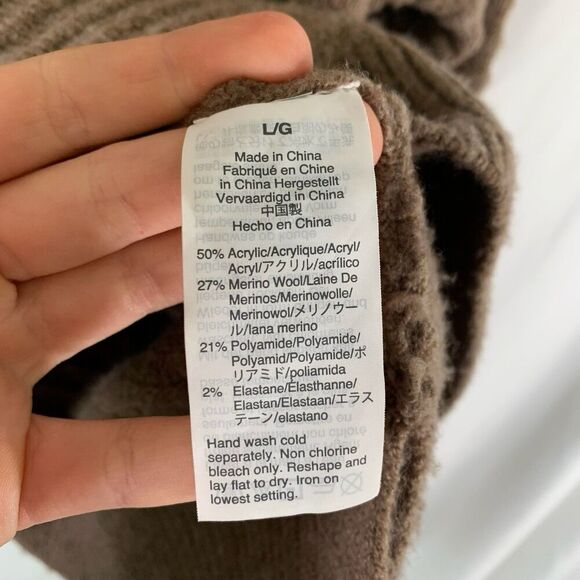 L/G
Made in China
Fabriqué en Chine
in China Hergestellt
Vervaardigd in China
中国製
Hecho en China
50% Acrylic/Acrylique/Acryl/
Acryl/アクリル/acrílico
27% Merino Wool/Laine De
Merinos/Merinowolle/
Merinowol/メリノウー
ル/lana merino
21% Polyamide/Polyamide/
Polyamid/Polyamide/ポ
リアミド/poliamida
2% Elastane/Elasthanne/
Elastan/Elastaan/エラス
テーン/elastano
Hand wash cold
separately. Non chlorine
bleach only. Reshape and
lay flat to dry. Iron on
lowest setting.